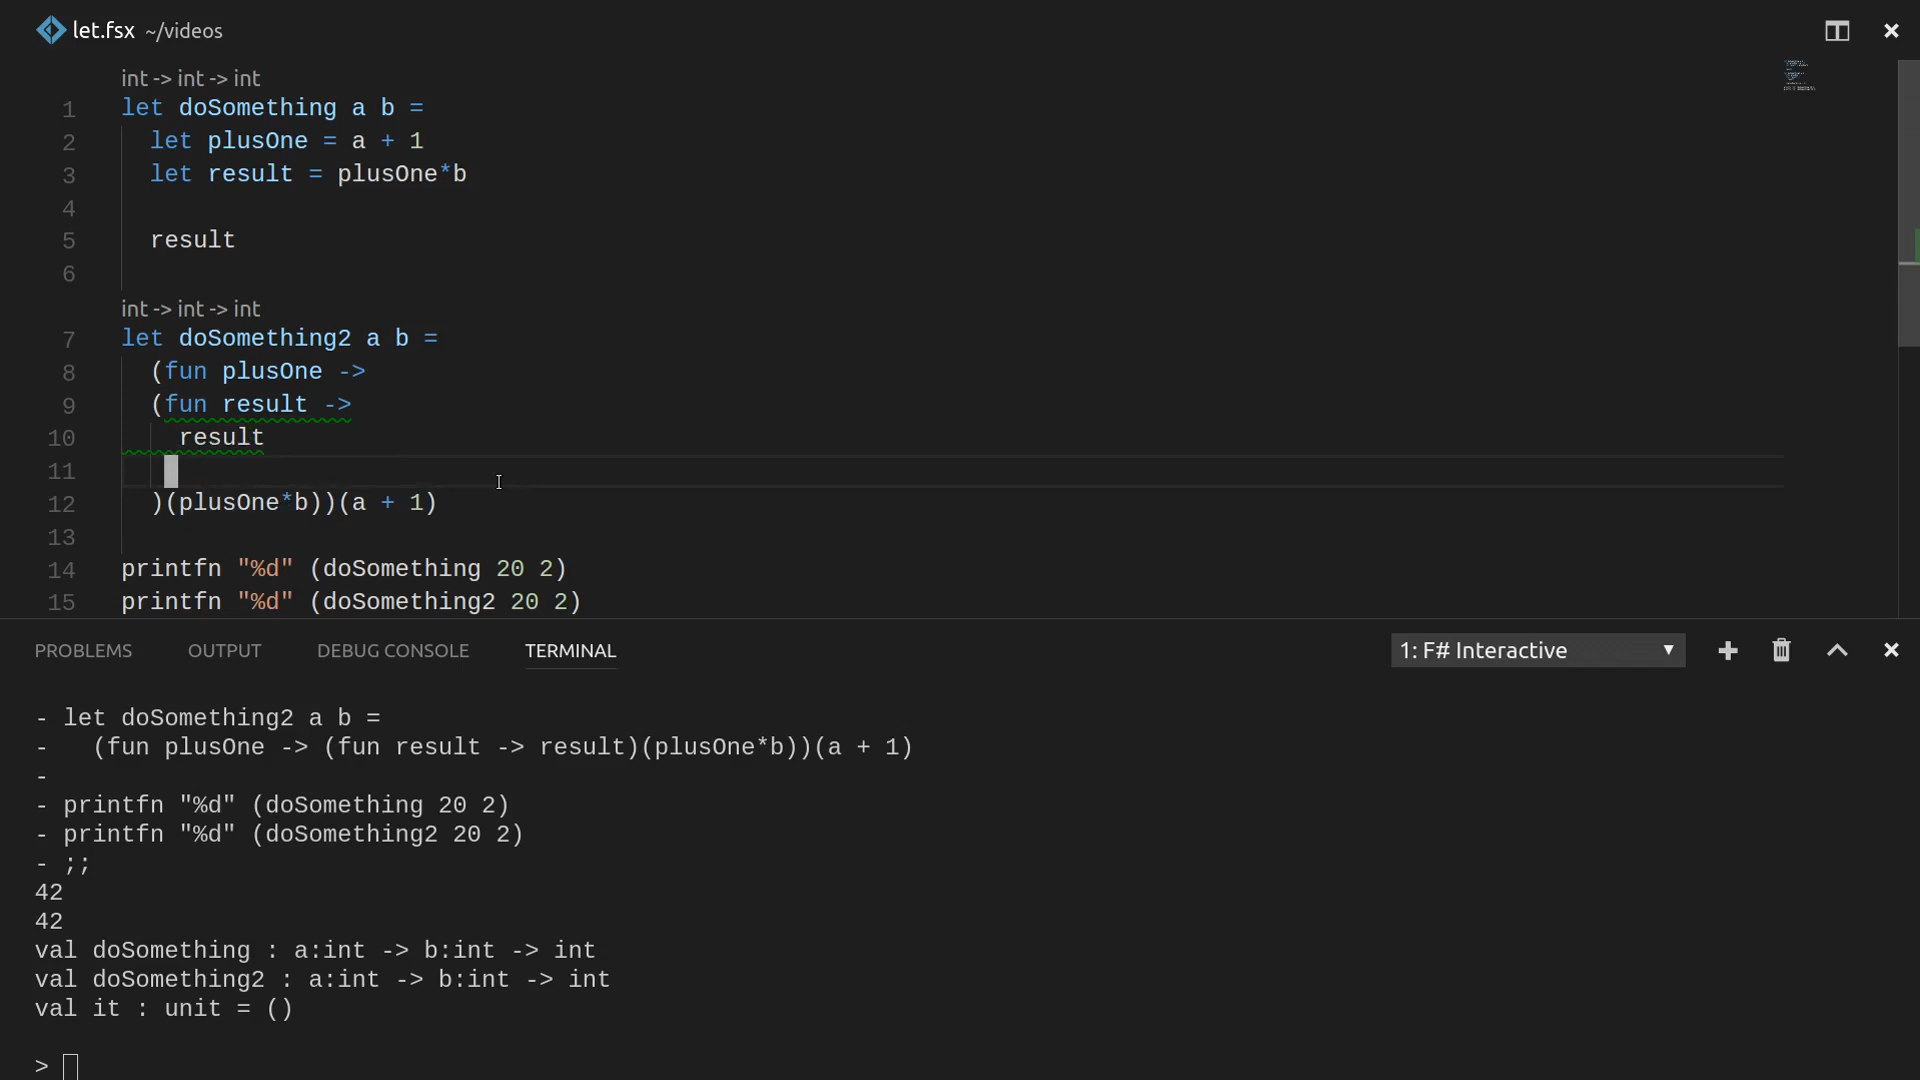 let.fsx ~/videos
int -> int -> int
1 let doSomething a b =
2   let plusOne = a + 1
3   let result = plusOne*b
4
5   result
6
int -> int -> int
7 let doSomething2 a b =
8   (fun plusOne ->
9   (fun result ->
10     result
11
12   )(plusOne*b))(a + 1)
13
14 printfn "%d" (doSomething 20 2)
15 printfn "%d" (doSomething2 20 2)
PROBLEMS OUTPUT DEBUG CONSOLE TERMINAL 1: F# Interactive
- let doSomething2 a b =
-   (fun plusOne -> (fun result -> result)(plusOne*b))(a + 1)
-
- printfn "%d" (doSomething 20 2)
- printfn "%d" (doSomething2 20 2)
- ;;
42
42
val doSomething : a:int -> b:int -> int
val doSomething2 : a:int -> b:int -> int
val it : unit = ()
>